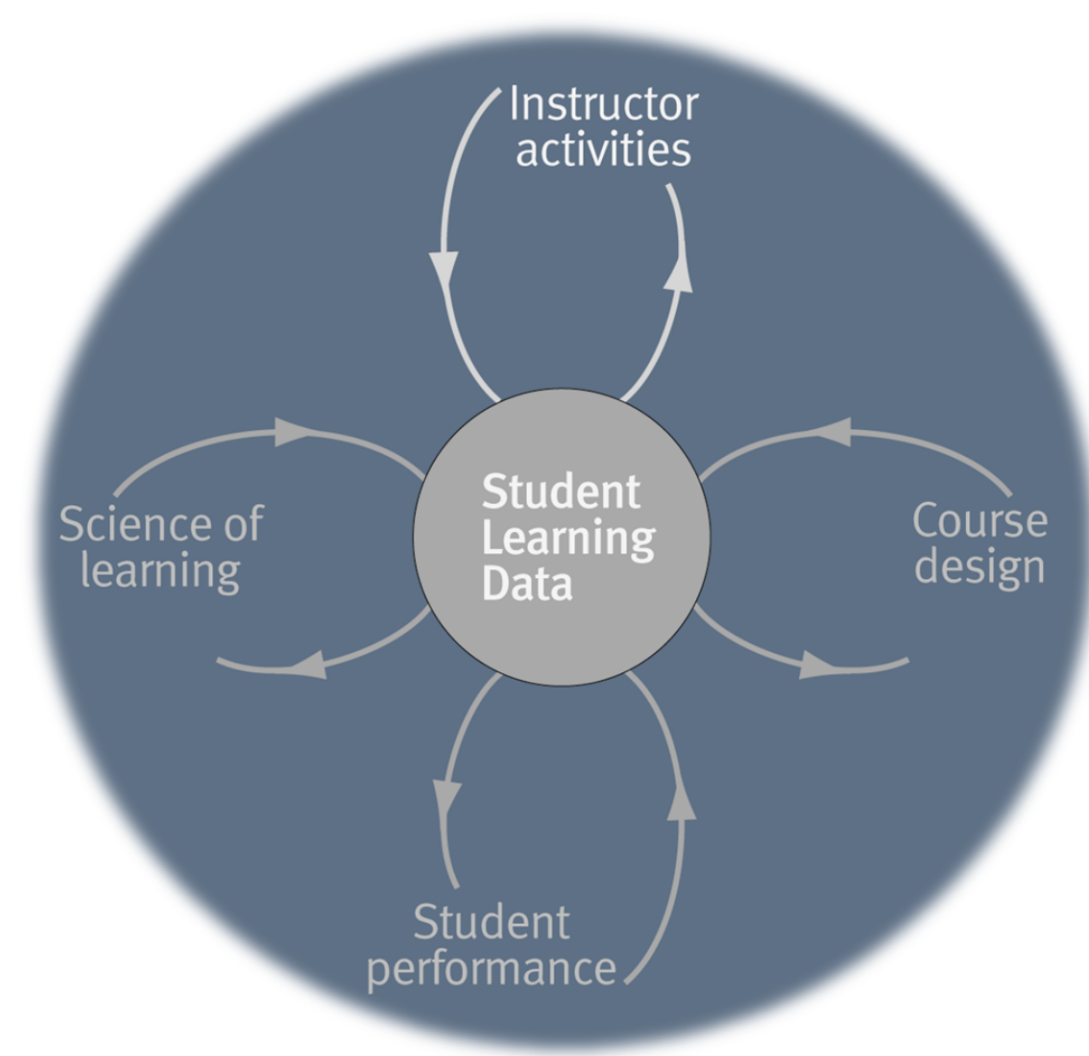 Instructor
activities
Science of
learning
Student
Learning
Data
Course
design
Student
performance